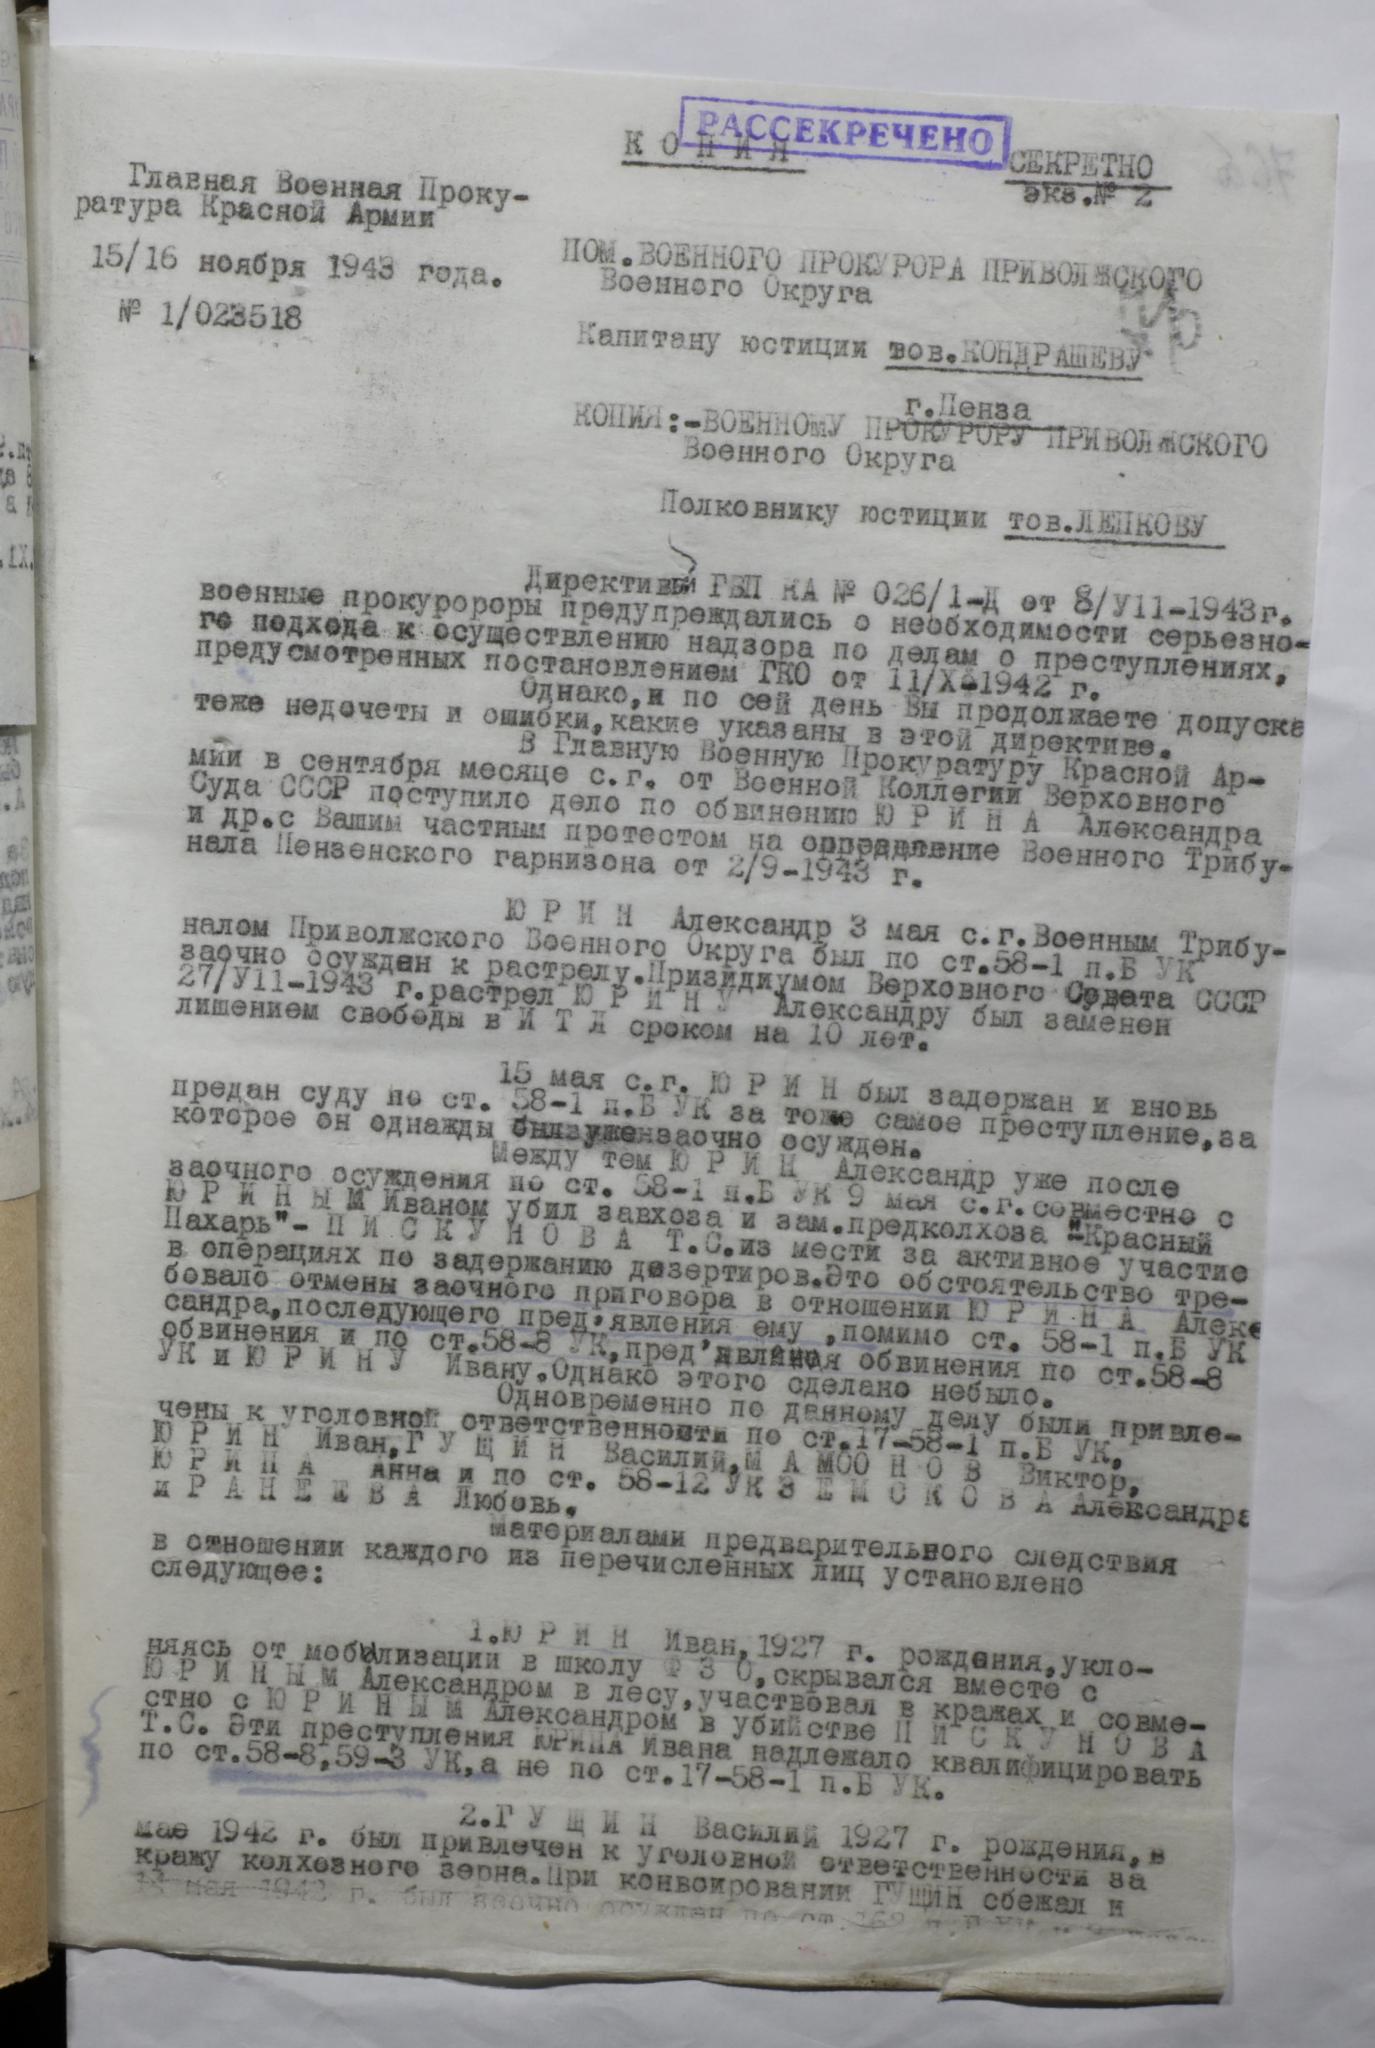 РАССЕКРЕЧЕНО
К О П И Я
СЕКРЕТНО
экз.№ 2
Главная Военная Проку-
ратура Красной Армии
15/16 ноября 1943 года.
№ 1/023518
ПОМ.ВОЕННОГО ПРОКУРОРА ПРИВОЛЖСКОГО
Военного Округа
Капитану юстиции тов.КОНДРАШЕВУ
г.Пенза
КОПИЯ:-ВОЕННОМУ ПРОКУРОРУ ПРИВОЛЖСКОГО
Военного Округа
Полковнику юстиции тов.ЛЕПКОВУ
Директивой ГВП КА № 026/1-Д от 8/У11-1943г.
военные прокуророры предупреждались о необходимости серьезно-
го подхода к осуществлению надзора по делам о преступлениях,
предусмотренных постановлением ГКО от 11/Х-1942 г.
Однако,и по сей день Вы продолжаете допуска
теже недочеты и ошибки,какие указаны в этой директиве.
В Главную Военную Прокуратуру Красной Ар-
мии в сентября месяце с.г. от Военной Коллегии Верховного
Суда СССР поступило дело по обвинению Ю Р И Н А Александра
и др.с Вашим частным протестом на определение Военного Трибу-
нала Пензенского гарнизона от 2/9-1943 г.
Ю Р И Н Александр 3 мая с.г.Военным Трибу-
налом Приволжского Военного Округа был по ст.58-1 п.Б УК
заочно осужден к растрелу.Призидиумом Верховного Совета СССР
27/У11-1943 г.растрел Ю Р И Н У Александру был заменен
лишением свободы в И Т Л сроком на 10 лет.
15 мая с.г. Ю Р И Н был задержан и вновь
предан суду по ст. 58-1 п.Б УК за тоже самое преступление,за
которое он однажды заочно осужден.
Между тем Ю Р И Н Александр уже после
заочного осуждения по ст. 58-1 п.Б УК 9 мая с.г.совместно с
Ю Р И Н Ы М Иваном убил завхоза и зам.предколхоза "Красный
Пахарь"- П И С К У Н О В А Т.С.из мести за активное участие
в операциях по задержанию дезертиров.Это обстоятельство тре-
бовало отмены заочного приговора в отношении Ю Р И Н А Алекс
сандра,последующего пред'явления ему ,помимо ст. 58-1 п.Б УК
обвинения и по ст.58-8 УК,пред'явления обвинения по ст.58-8
УК и Ю Р И Н У Ивану.Однако этого сделано небыло.
Одновременно по данному делу были привле-
чены к уголовной ответственности по ст.17-58-1 п.Б УК,
Ю Р И Н Иван,Г У Щ И Н Василий,М А М О Н О В Виктор,
Ю Р И Н А Анна и по ст. 58-12 УК З Е М С К О В А Александра
и Р А Н Е Е В А Любовь.
Материалами предварительного следствия
в отношении каждого из перечисленных лиц установлено
следующее:
1.Ю Р И Н Иван,1927 г. рождения,укло-
няясь от мобилизации в школу Ф З О,скрывался вместе с
Ю Р И Н Ы М Александром в лесу,участвовал в кражах и совме-
стно с Ю Р И Н Ы М Александром в убийстве П И С К У Н О В А
Т.С. Эти преступления ЮРИНА Ивана надлежало квалифицировать
по ст.58-8,59-3 УК,а не по ст.17-58-1 п.Б УК.
2.Г У Щ И Н Василий 1927 г. рождения,в
мае 1942 г. был привлечен к уголовной ответственности за
кражу колхозного зерна.При конвоировании ГУЩИН сбежал и
мая 1942 г. был заочно осужден по ст. 162